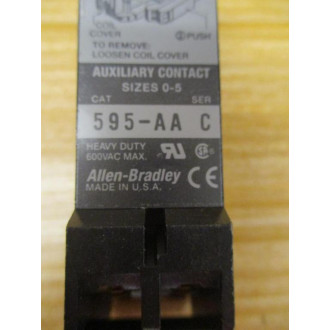 COIL
COVER
PUSH
TO REMOVE:
LOOSEN COIL COVER
AUXILIARY CONTACT
SIZES 0-5
CAT SER
595-AA C
HEAVY DUTY
600VAC MAX.
Allen-Bradley
MADE IN U.S.A.